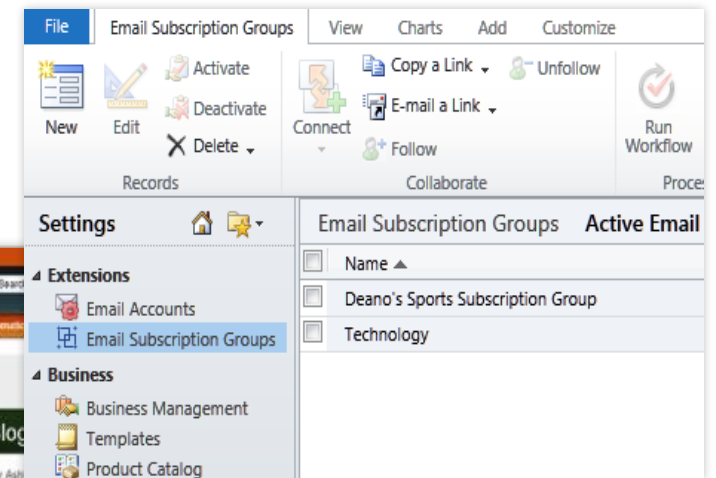 File Email Subscription Groups View Charts Add Customize
New
Edit
Activate
Deactivate
Delete
Records
Connect
Copy a Link
E-mail a Link
Follow
Unfollow
Collaborate
Run
Workflow
Settings
Extensions
Email Accounts
Email Subscription Groups
Business
Business Management
Templates
Product Catalog
Email Subscription Groups Active Email
Name
Deano's Sports Subscription Group
Technology